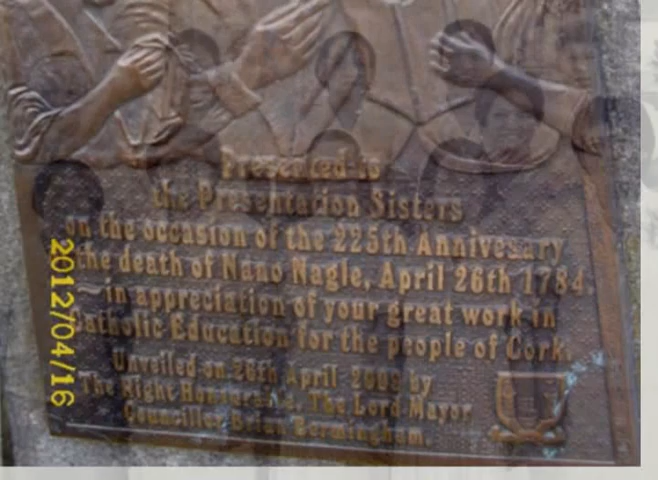 Presented to
the Presentation Sisters
on the occasion of the 225th Annivesary
the death of Nano Nagle, April 26th 1784
in appreciation of your great work in
Catholic Education for the people of Cork.
Unveiled on 26th April 2009 by
The Right Honourable, The Lord Mayor
Councillor Brian Bermingham.
2012/04/16